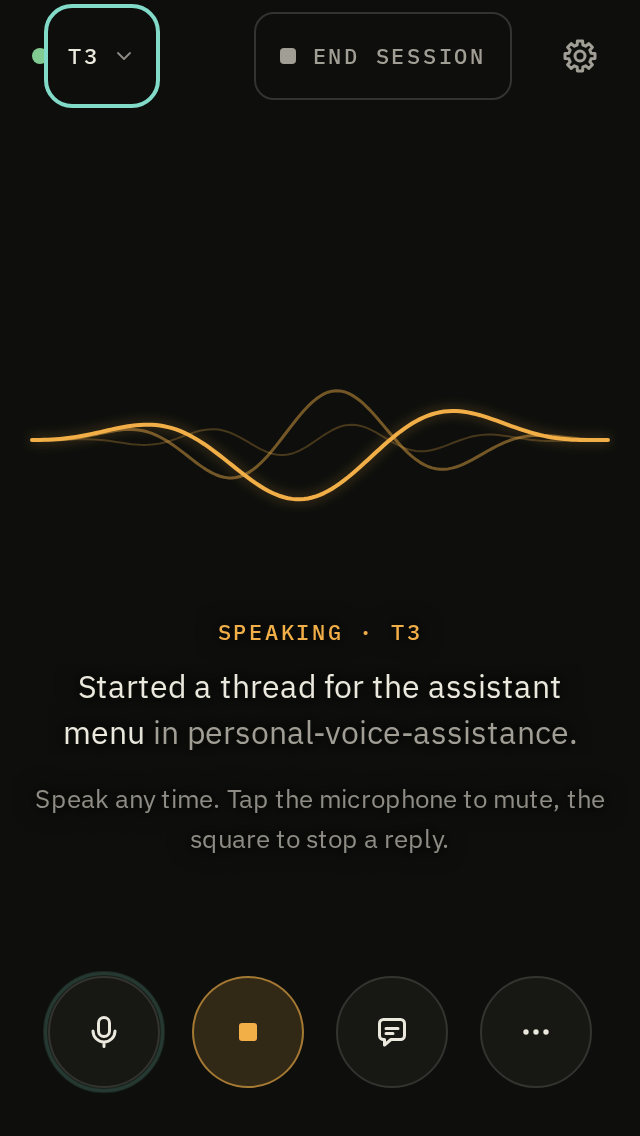 T3
END SESSION
SPEAKING · T3
Started a thread for the assistant
menu in personal-voice-assistance.
Speak any time. Tap the microphone to mute, the
square to stop a reply.